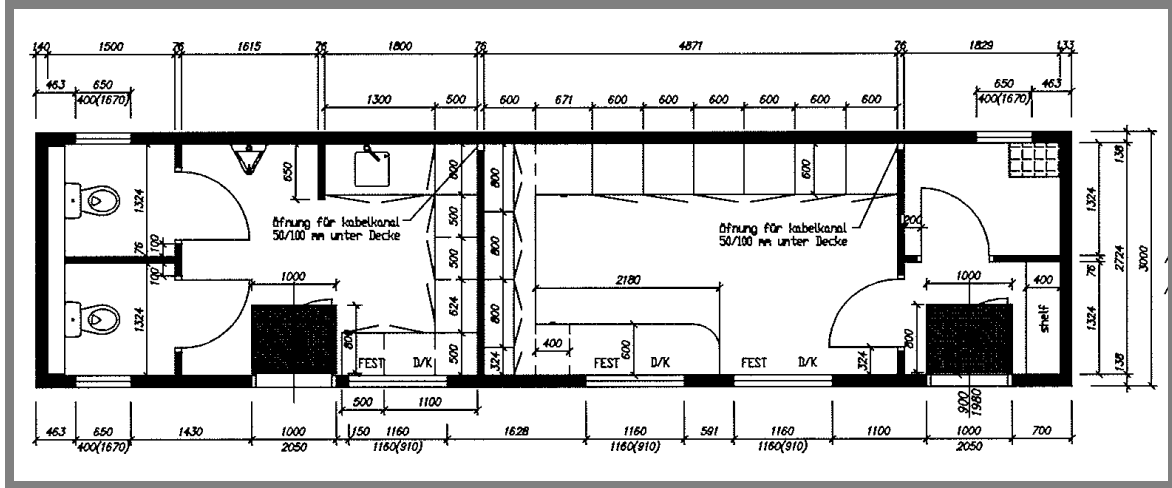 140 1500 76 1615 76 1800 76 4871 76 1829 133
463 650 1300 500 600 671 600 600 600 600 600 600 650 463
400(1670) 400(1670)
1324 650 600 800 600 138
öfnung für kabelkanal
50/100 mm unter Decke
öfnung für kabelkanal
50/100 mm unter Decke
500 800 200 1324
76 100
100 500 800 2724 3000
1000 2180 1000 400 76
1324 800 624 800 400 600 800 shelf 1324
FEST D/K FEST D/K FEST D/K
500 324 324 138
500 1100 900
1980
463 650 1430 1000 150 1160 1628 1160 591 1160 1100 1000 700
400(1670) 2050 1160(910) 1160(910) 1160(910) 2050